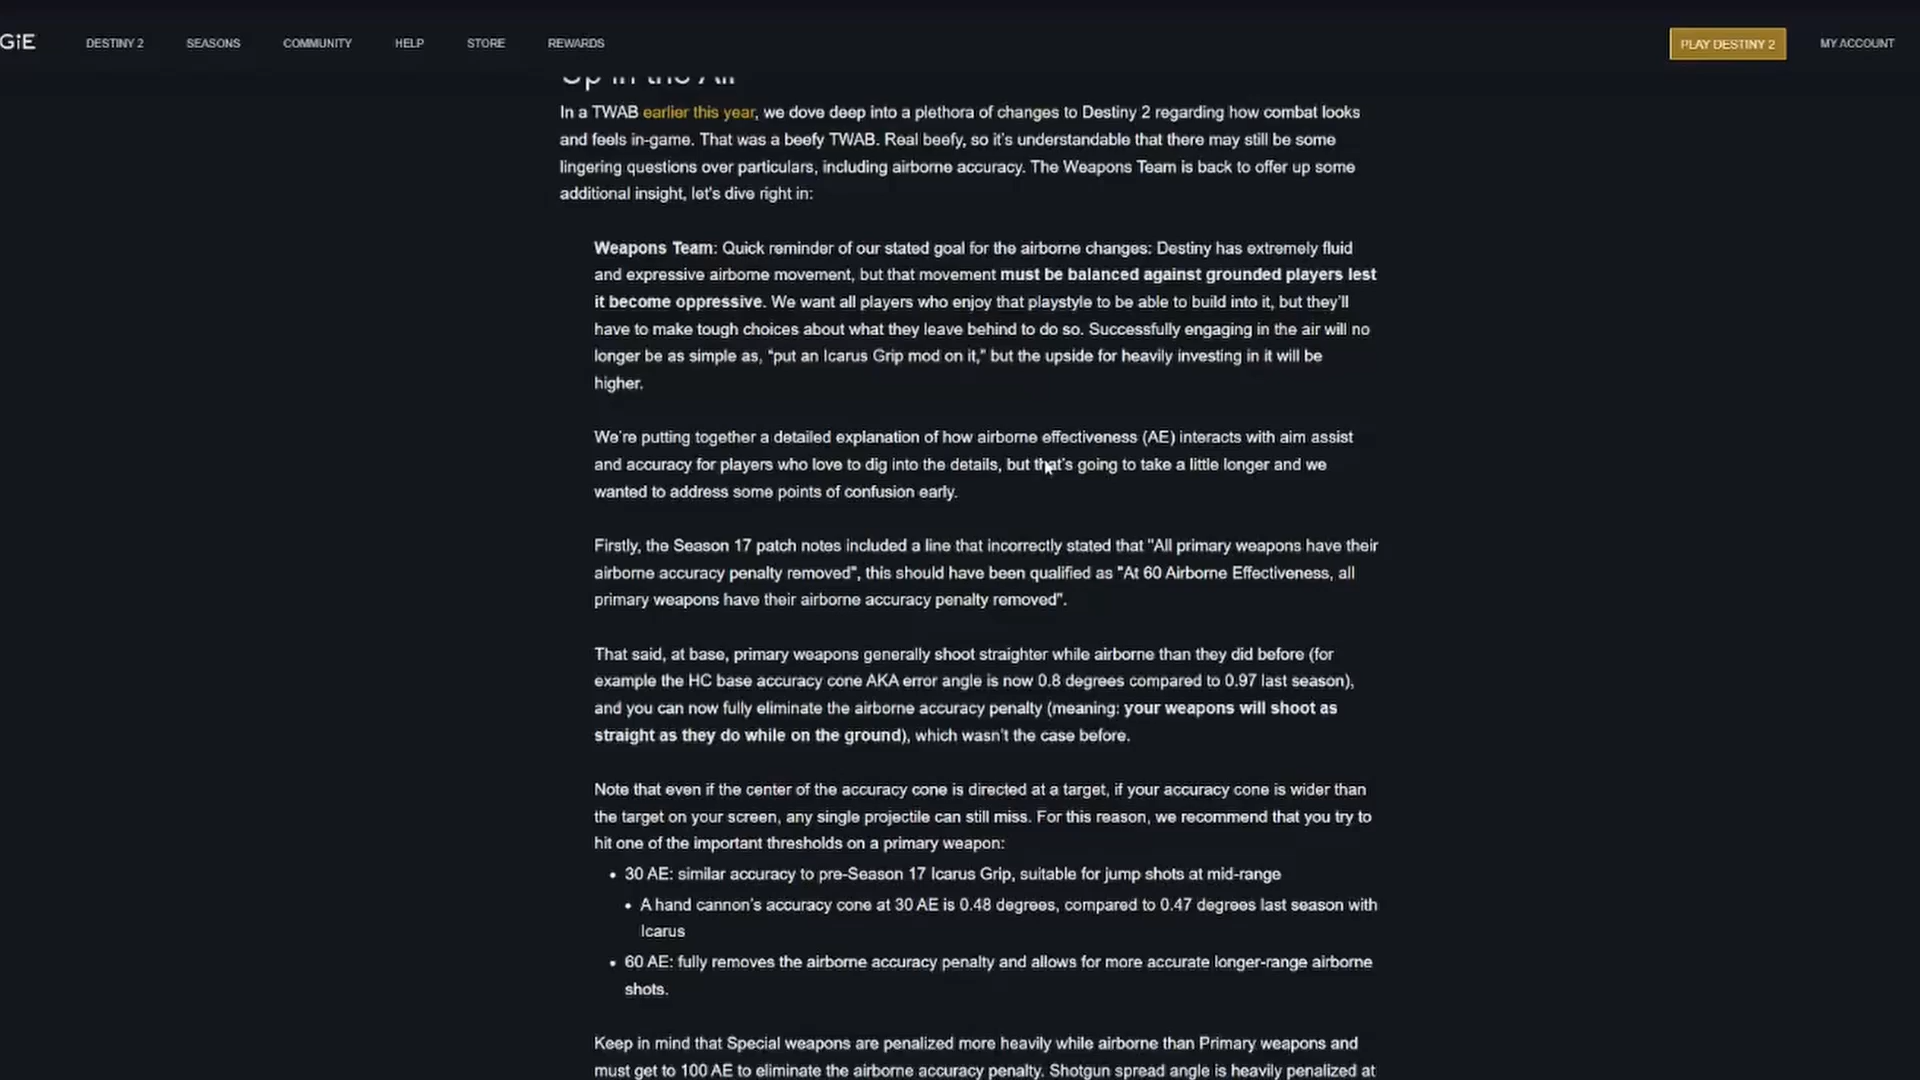 GiE
DESTINY 2
SEASONS
COMMUNITY
HELP
STORE
REWARDS
PLAY DESTINY 2
MY ACCOUNT
Up in the Air
In a TWAB earlier this year, we dove deep into a plethora of changes to Destiny 2 regarding how combat looks
and feels in-game. That was a beefy TWAB. Real beefy, so it's understandable that there may still be some
lingering questions over particulars, including airborne accuracy. The Weapons Team is back to offer up some
additional insight, let's dive right in:
Weapons Team: Quick reminder of our stated goal for the airborne changes: Destiny has extremely fluid
and expressive airborne movement, but that movement must be balanced against grounded players lest
it become oppressive. We want all players who enjoy that playstyle to be able to build into it, but they'll
have to make tough choices about what they leave behind to do so. Successfully engaging in the air will no
longer be as simple as, "put an Icarus Grip mod on it," but the upside for heavily investing in it will be
higher.
We're putting together a detailed explanation of how airborne effectiveness (AE) interacts with aim assist
and accuracy for players who love to dig into the details, but that's going to take a little longer and we
wanted to address some points of confusion early.
Firstly, the Season 17 patch notes included a line that incorrectly stated that "All primary weapons have their
airborne accuracy penalty removed", this should have been qualified as "At 60 Airborne Effectiveness, all
primary weapons have their airborne accuracy penalty removed".
That said, at base, primary weapons generally shoot straighter while airborne than they did before (for
example the HC base accuracy cone AKA error angle is now 0.8 degrees compared to 0.97 last season),
and you can now fully eliminate the airborne accuracy penalty (meaning: your weapons will shoot as
straight as they do while on the ground), which wasn't the case before.
Note that even if the center of the accuracy cone is directed at a target, if your accuracy cone is wider than
the target on your screen, any single projectile can still miss. For this reason, we recommend that you try to
hit one of the important thresholds on a primary weapon:
• 30 AE: similar accuracy to pre-Season 17 Icarus Grip, suitable for jump shots at mid-range
• A hand cannon's accuracy cone at 30 AE is 0.48 degrees, compared to 0.47 degrees last season with
Icarus
• 60 AE: fully removes the airborne accuracy penalty and allows for more accurate longer-range airborne
shots.
Keep in mind that Special weapons are penalized more heavily while airborne than Primary weapons and
must get to 100 AE to eliminate the airborne accuracy penalty. Shotgun spread angle is heavily penalized at